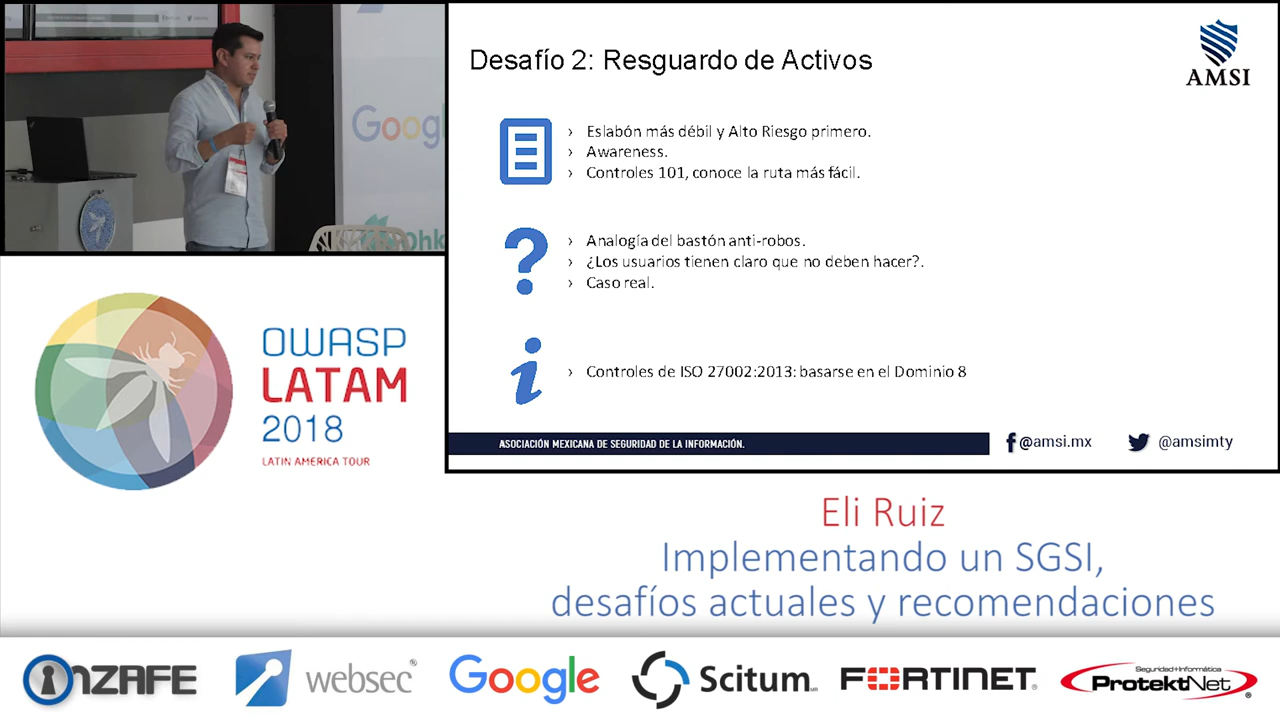 Google
Ohk
Desafío 2: Resguardo de Activos
AMSI
› Eslabón más débil y Alto Riesgo primero.
› Awareness.
› Controles 101, conoce la ruta más fácil.
› Analogía del bastón anti-robos.
› ¿Los usuarios tienen claro que no deben hacer?.
› Caso real.
› Controles de ISO 27002:2013: basarse en el Dominio 8
ASOCIACIÓN MEXICANA DE SEGURIDAD DE LA INFORMACIÓN.
@amsi.mx
@amsimty
OWASP
LATAM
2018
LATIN AMERICA TOUR
Eli Ruiz
Implementando un SGSI,
desafíos actuales y recomendaciones
ONZAFE
websec®
Google
Scitum MR
FORTINET®
Seguridad+Informática
ProtektNet®